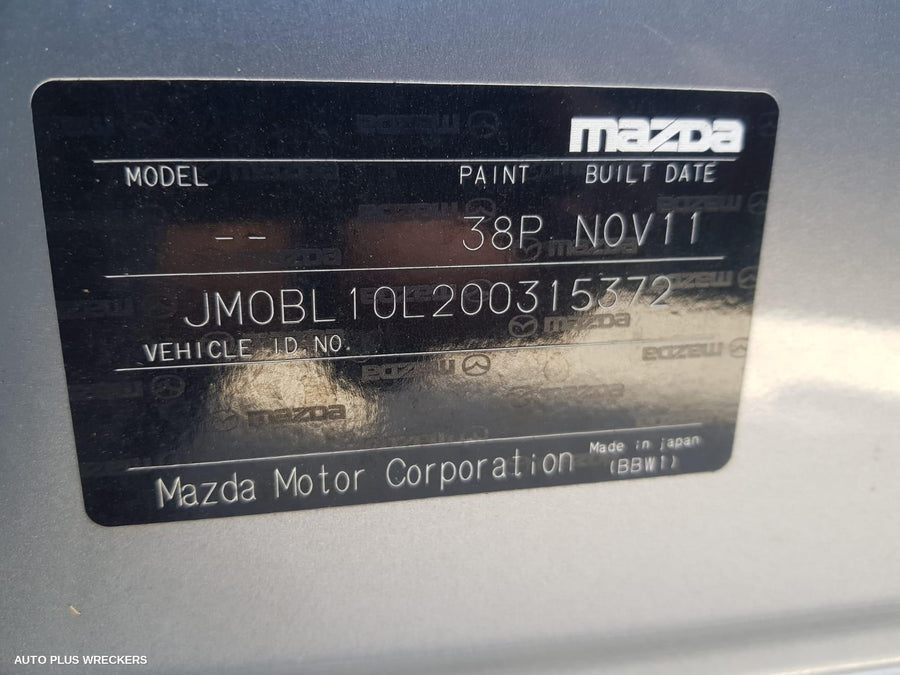 mazda
MODEL PAINT BUILT DATE
-- 38P NOV11
JM0BL10L200315372
VEHICLE ID NO.
Mazda Motor Corporation Made in japan
(BBW1)
AUTO PLUS WRECKERS